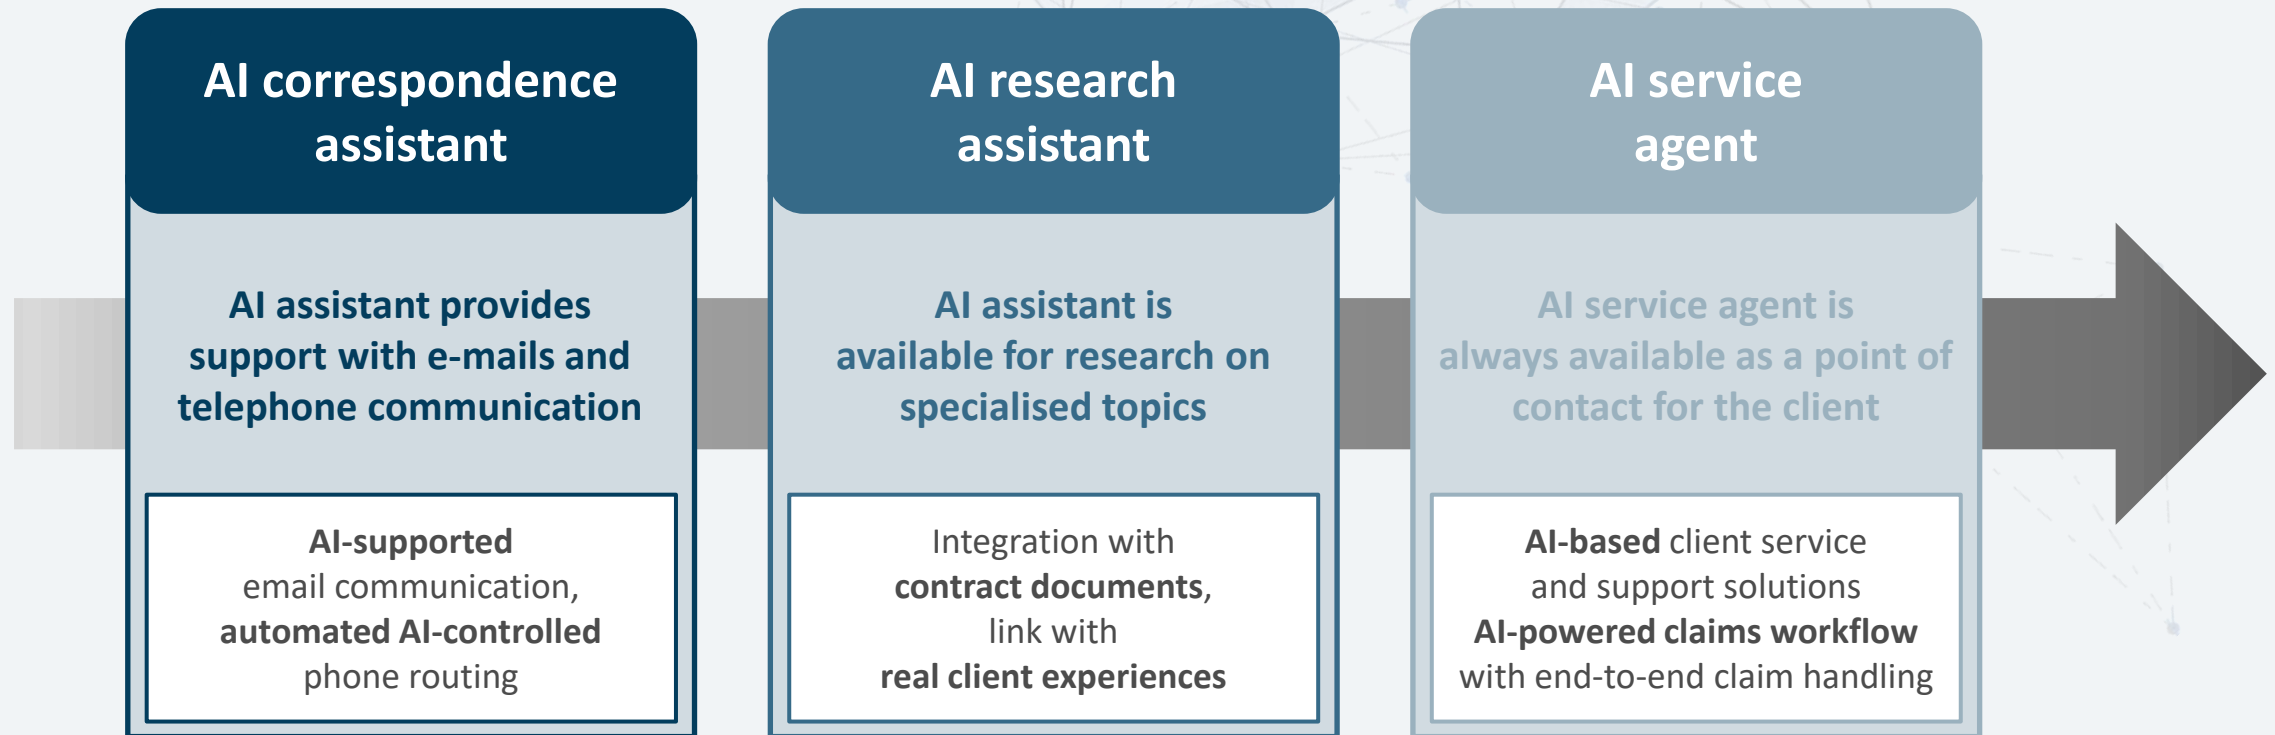 AI correspondence
assistant
AI assistant provides
support with e-mails and
telephone communication
AI-supported
email communication,
automated AI-controlled
phone routing
AI research
assistant
AI assistant is
available for research on
specialised topics
Integration with
contract documents,
link with
real client experiences
AI service
agent
AI service agent is
always available as a point of
contact for the client
AI-based client service
and support solutions
AI-powered claims workflow
with end-to-end claim handling